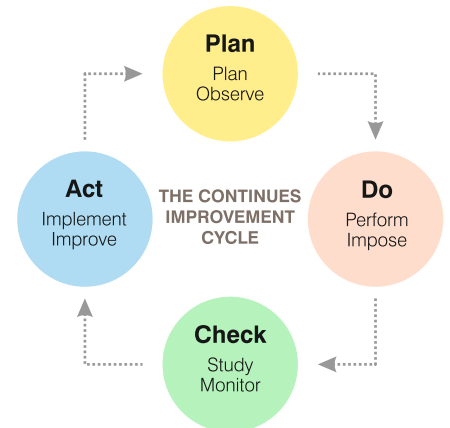 Plan
Plan
Observe
Act
Implement
Improve
THE CONTINUES
IMPROVEMENT
CYCLE
Do
Perform
Impose
Check
Study
Monitor